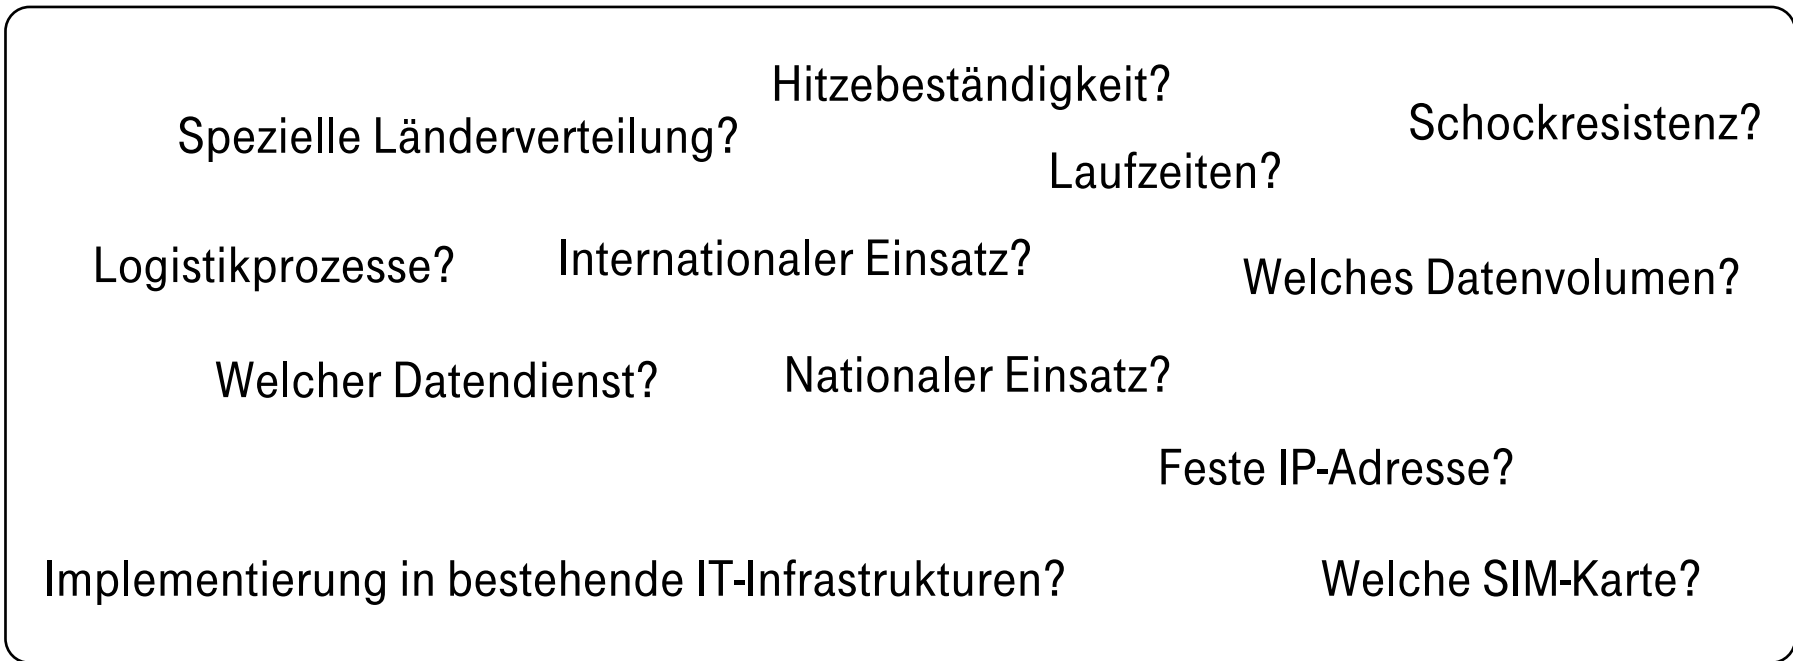 Hitzebeständigkeit?
Spezielle Länderverteilung?
Schockresistenz?
Laufzeiten?
Logistikprozesse?
Internationaler Einsatz?
Welches Datenvolumen?
Welcher Datendienst?
Nationaler Einsatz?
Feste IP-Adresse?
Implementierung in bestehende IT-Infrastrukturen?
Welche SIM-Karte?